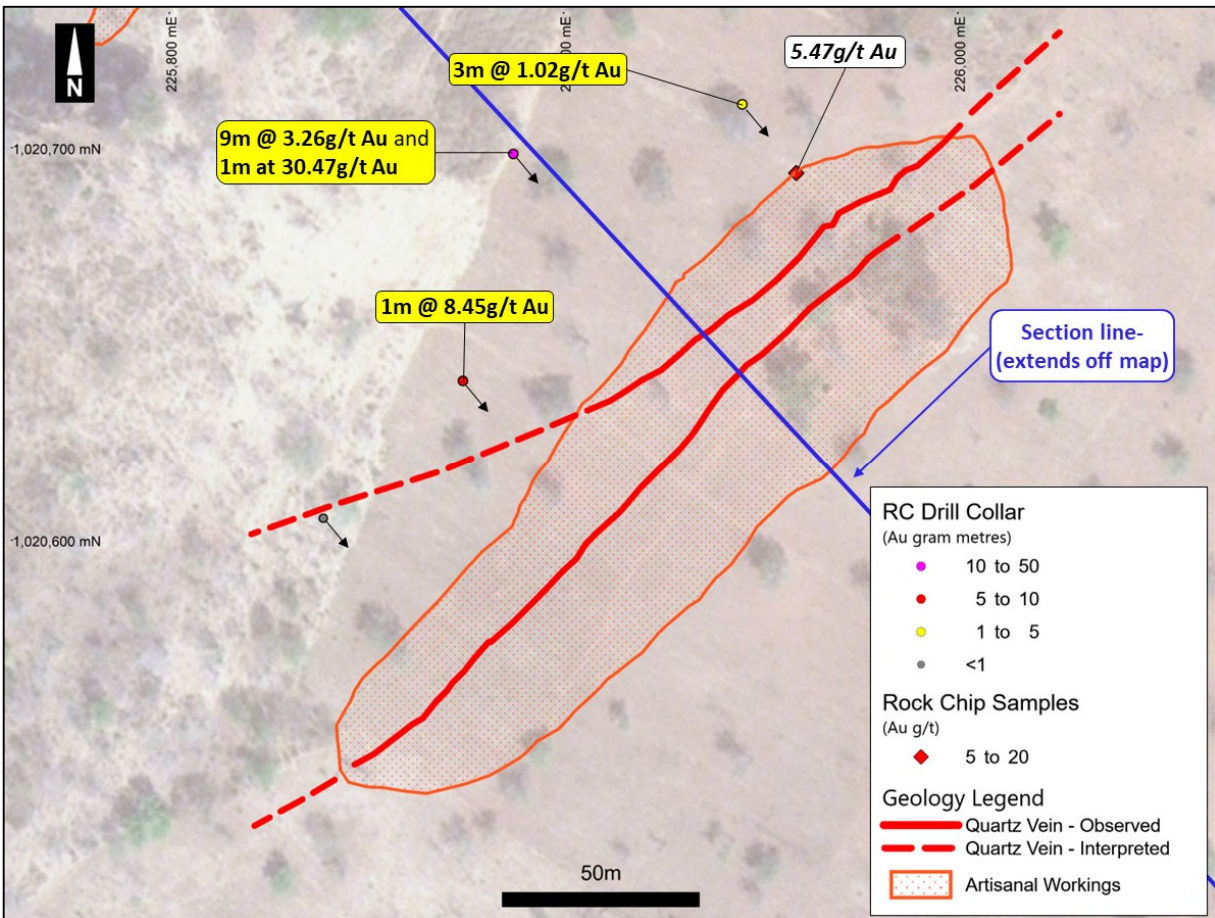 N
225,800 mE
226,000 mE
1,020,700 mN
1,020,600 mN
3m @ 1.02g/t Au
5.47g/t Au
9m @ 3.26g/t Au and
1m at 30.47g/t Au
1m @ 8.45g/t Au
Section line-
(extends off map)
RC Drill Collar
(Au gram metres)
10 to 50
5 to 10
1 to 5
<1
Rock Chip Samples
(Au g/t)
5 to 20
Geology Legend
Quartz Vein - Observed
Quartz Vein - Interpreted
Artisanal Workings
50m